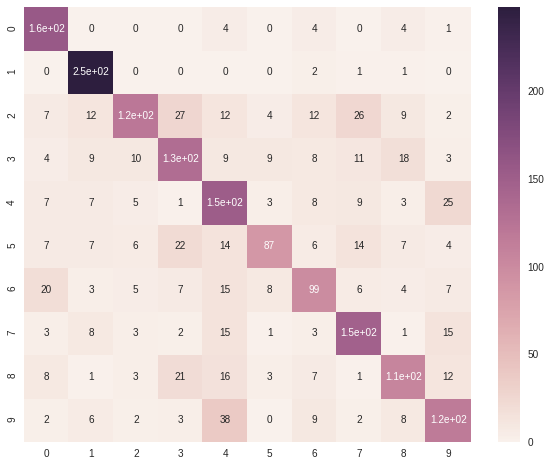 0 1.6e+02 0 0 0 4 0 4 0 4 1
1 0 2.5e+02 0 0 0 0 2 1 1 0
2 7 12 1.2e+02 27 12 4 12 26 9 2
3 4 9 10 1.3e+02 9 9 8 11 18 3
4 7 7 5 1 1.5e+02 3 8 9 3 25
5 7 7 6 22 14 87 6 14 7 4
6 20 3 5 7 15 8 99 6 4 7
7 3 8 3 2 15 1 3 1.5e+02 1 15
8 8 1 3 21 16 3 7 1 1.1e+02 12
9 2 6 2 3 38 0 9 2 8 1.2e+02
0 1 2 3 4 5 6 7 8 9
200
150
100
50
0